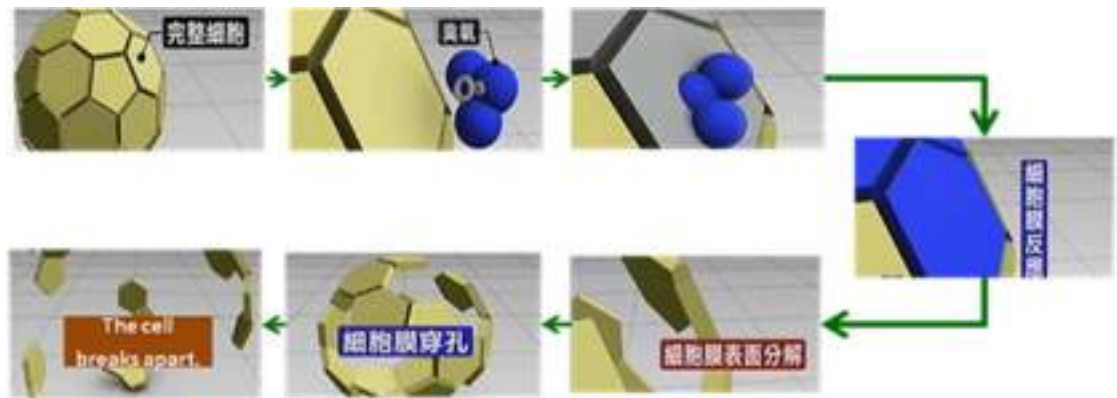 完整細胞
臭氧
O₃
細胞膜反應
細胞膜表面分解
細胞膜穿孔
The cell
breaks apart.